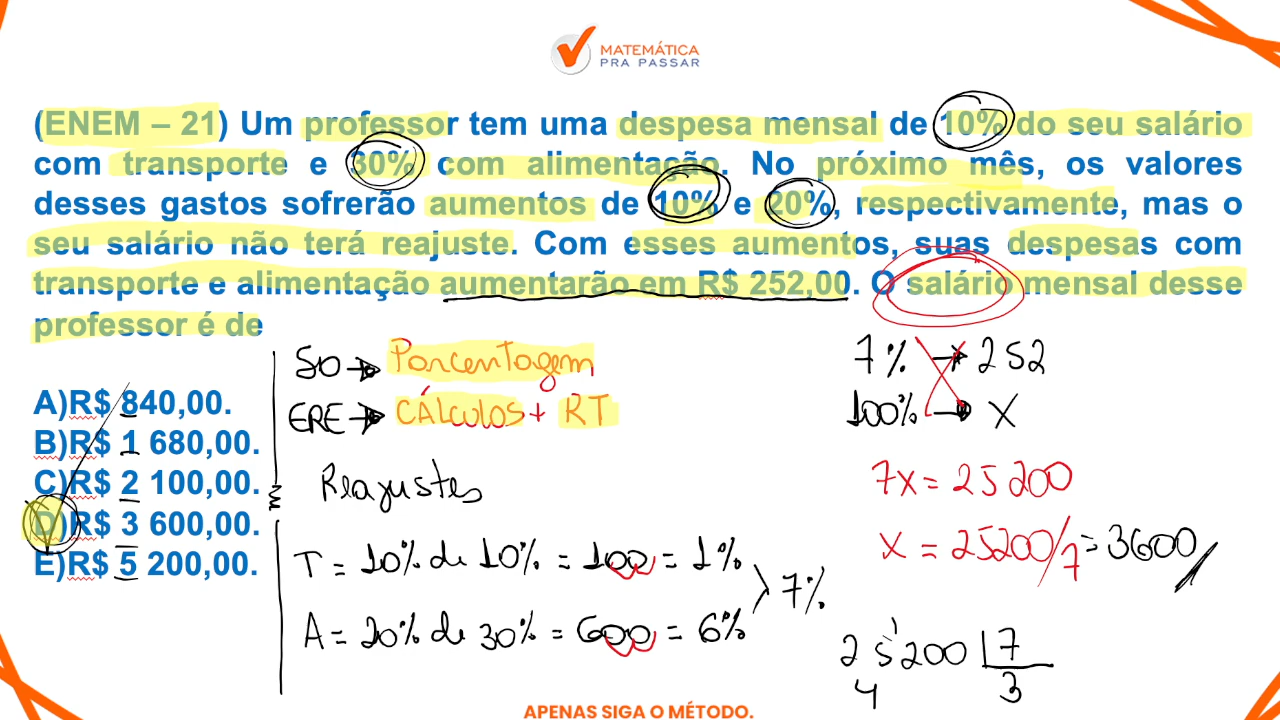 MATEMÁTICA
PRA PASSAR
(ENEM – 21) Um professor tem uma despesa mensal de 10% do seu salário
com transporte e 30% com alimentação. No próximo mês, os valores
desses gastos sofrerão aumentos de 10% e 20%, respectivamente, mas o
seu salário não terá reajuste. Com esses aumentos, suas despesas com
transporte e alimentação aumentarão em R$ 252,00. O salário mensal desse
professor é de
A)R$ 840,00.
B)R$ 1 680,00.
C)R$ 2 100,00.
D)R$ 3 600,00.
E)R$ 5 200,00.
SO → Porcentagem
ERE → CÁLCULOS + RT
Reajustes
T = 10% de 10% = 100 = 1%
A = 20% de 30% = 600 = 6%
7%
7% → 252
100% → X
7x = 25200
x = 25200/7 = 3600
25200 7
4 3
APENAS SIGA O MÉTODO.